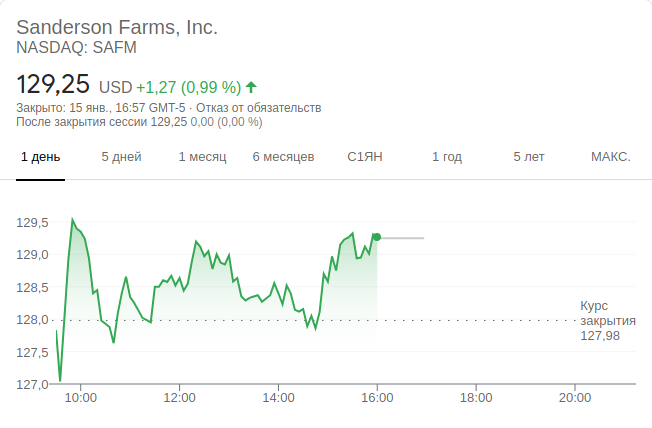 Sanderson Farms, Inc.
NASDAQ: SAFM
129,25 USD +1,27 (0,99 %)
Закрыто: 15 янв., 16:57 GMT-5 · Отказ от обязательств
После закрытия сессии 129,25 0,00 (0,00 %)
1 день 5 дней 1 месяц 6 месяцев С1ЯН 1 год 5 лет МАКС.
129,5
129,0
128,5
128,0
127,5
127,0
Курс
закрытия
127,98
10:00 12:00 14:00 16:00 18:00 20:00